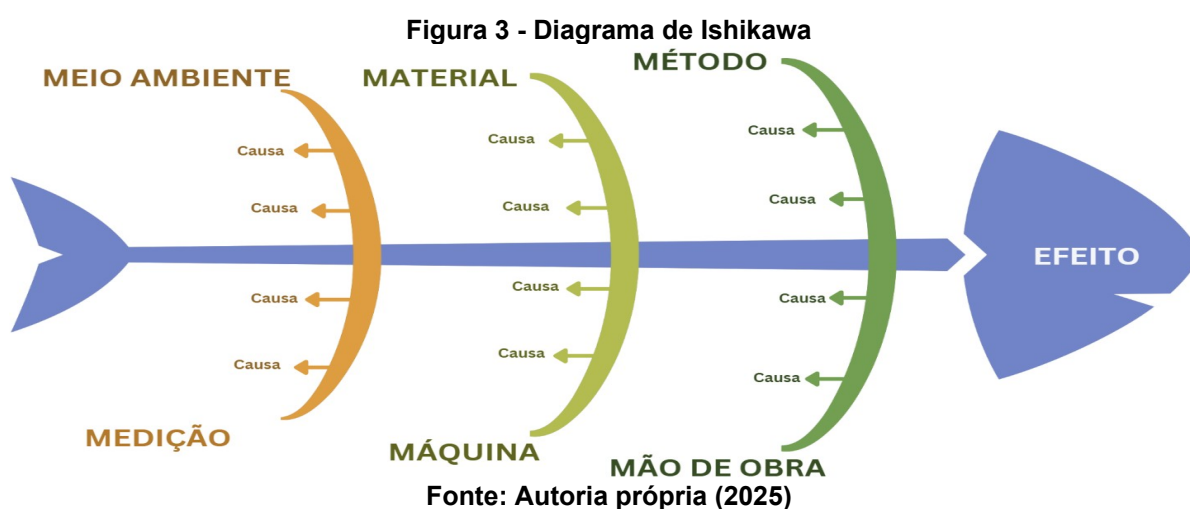 Figura 3 - Diagrama de Ishikawa
MEIO AMBIENTE
MATERIAL
MÉTODO
Causa
Causa
Causa
Causa
Causa
Causa
EFEITO
Causa
Causa
Causa
Causa
Causa
Causa
MEDIÇÃO
MÁQUINA
MÃO DE OBRA
Fonte: Autoria própria (2025)